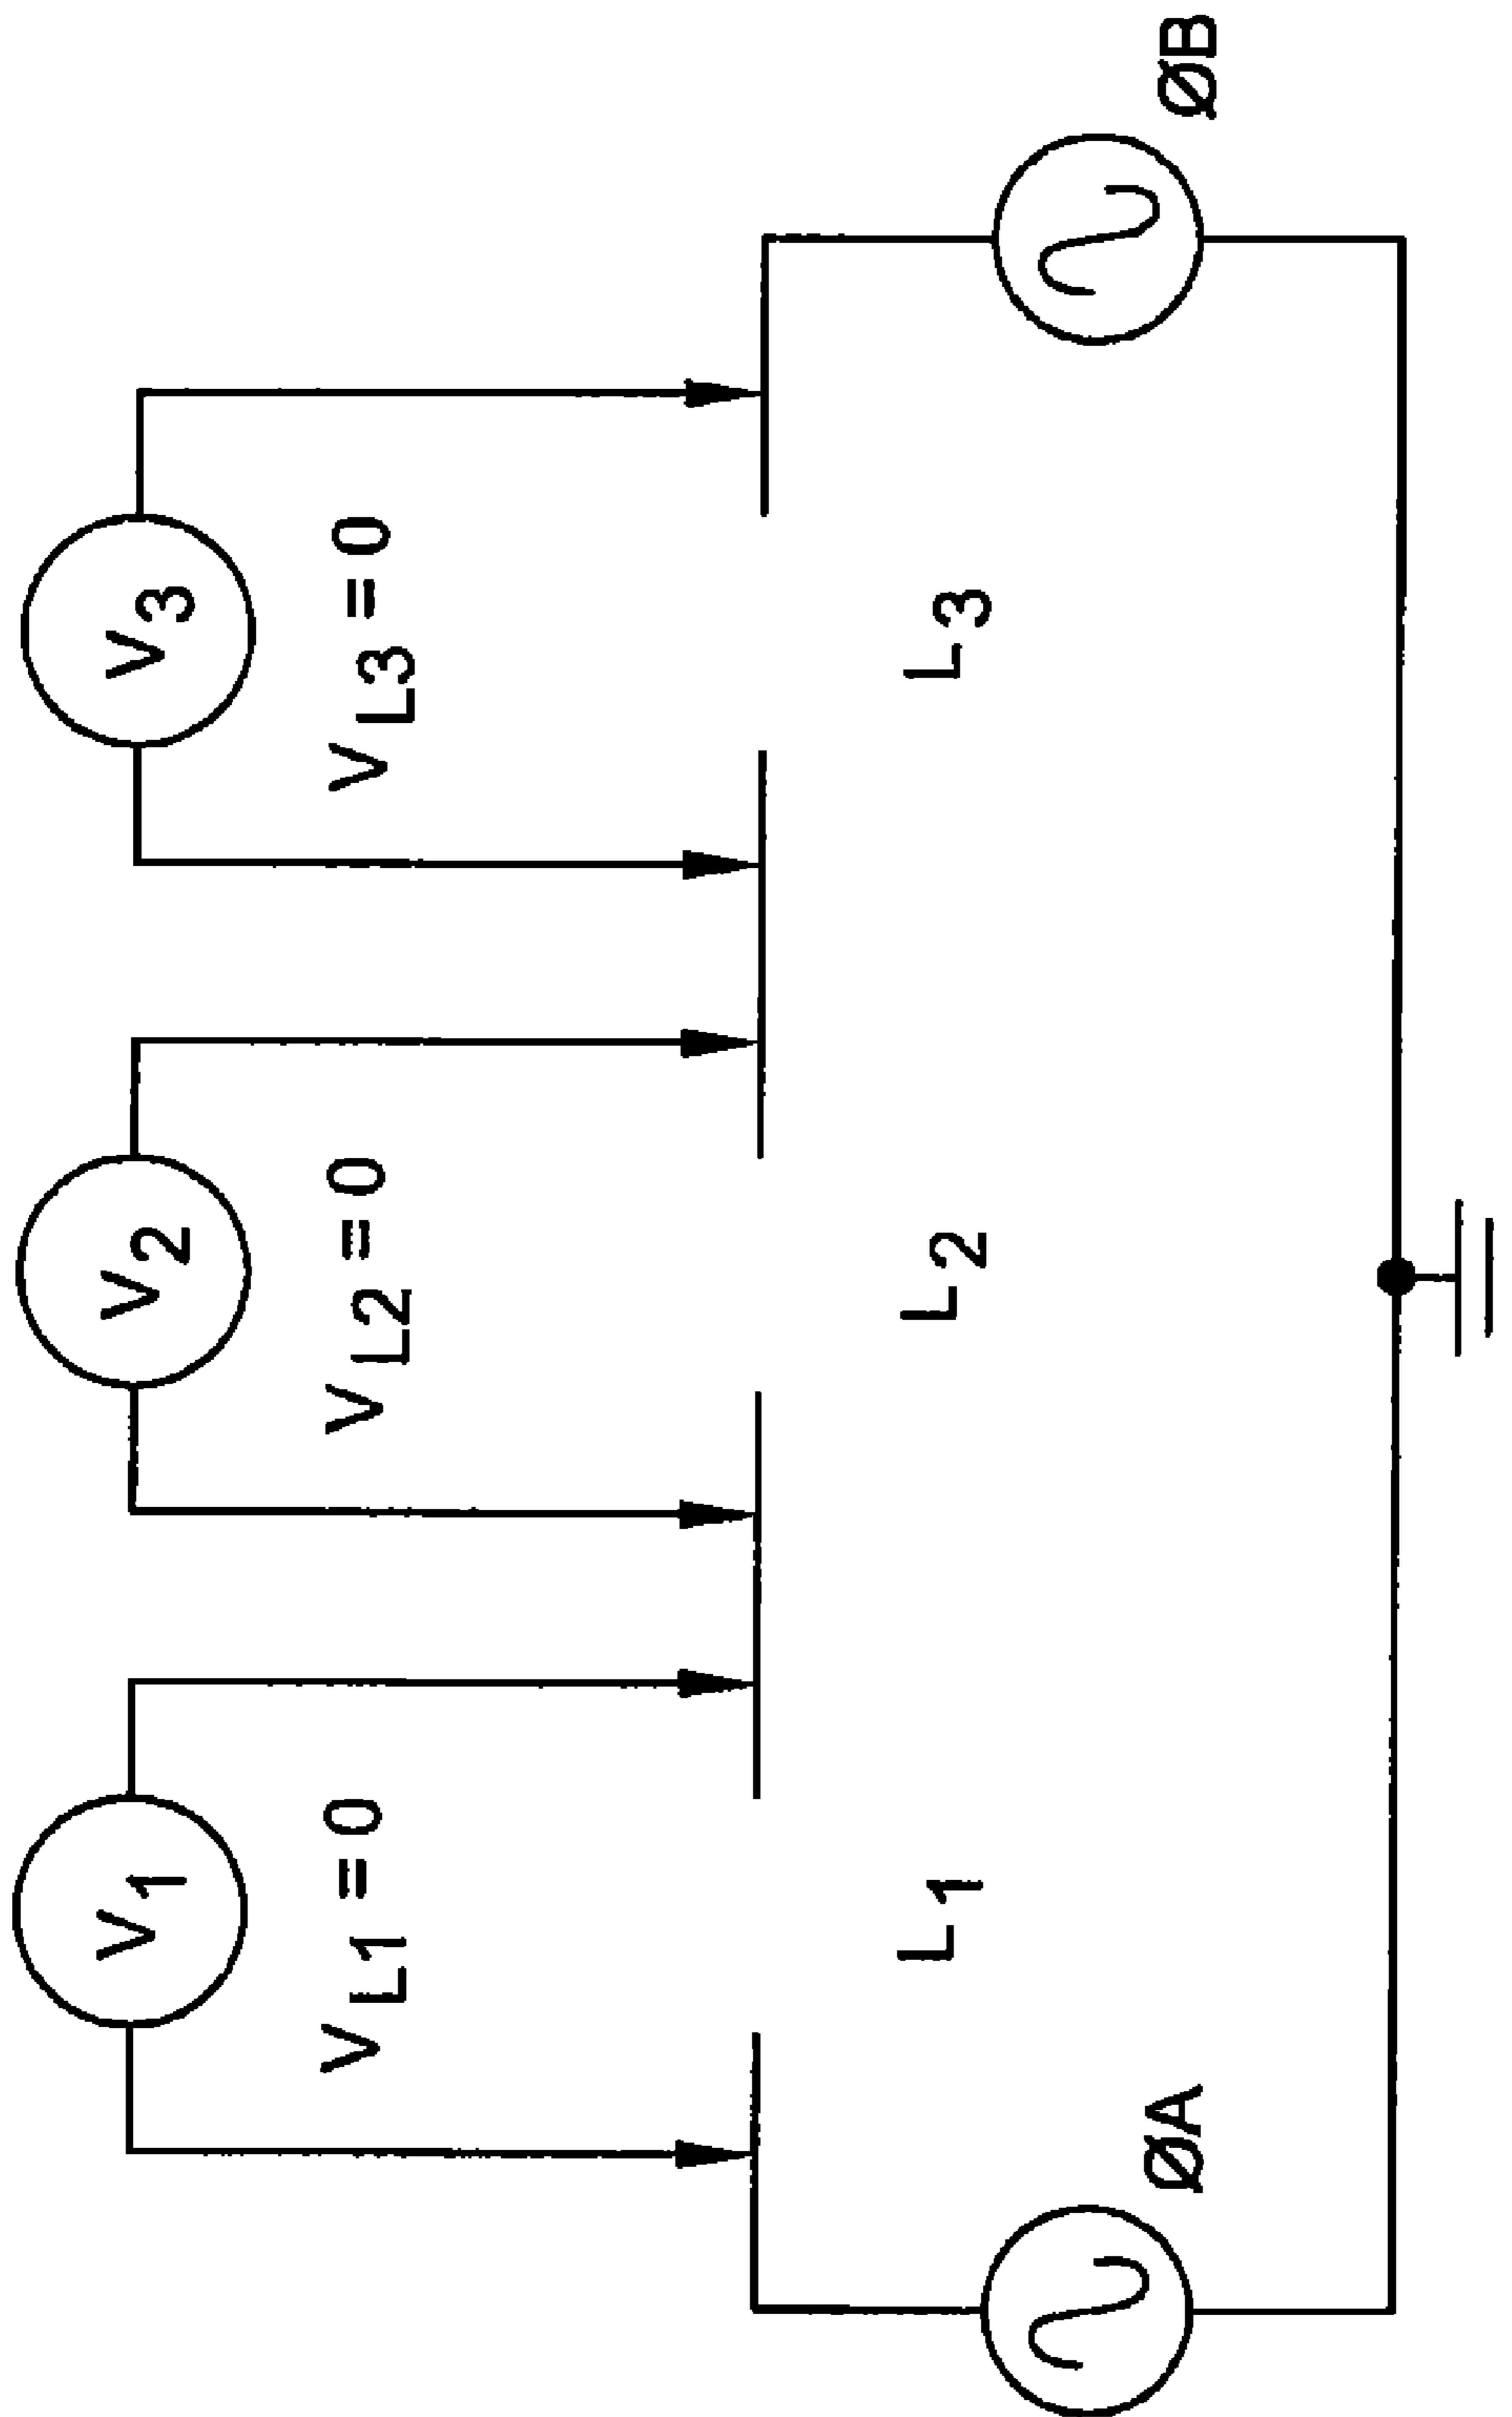 V1
V2
V3
VL1 = 0
VL2 = 0
VL3 = 0
L1
L2
L3
ØA
ØB